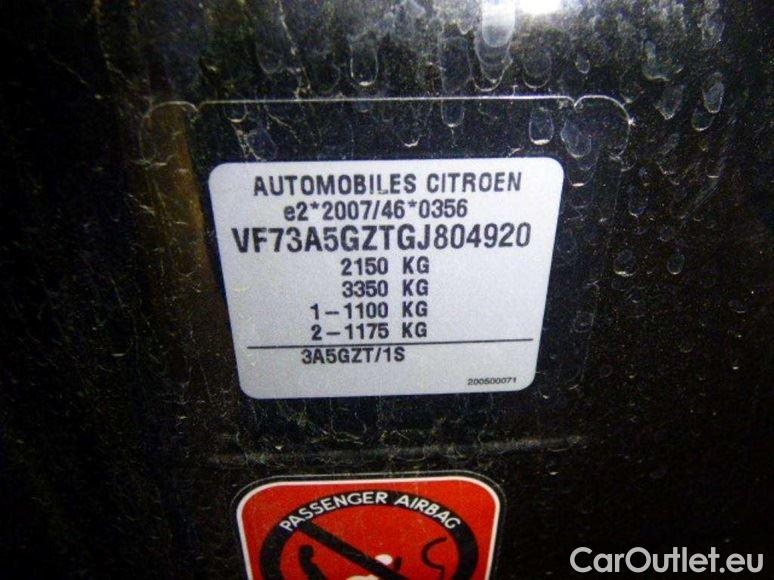 AUTOMOBILES CITROEN
e2*2007/46*0356
VF73A5GZTGJ804920
2150 KG
3350 KG
1-1100 KG
2-1175 KG
3A5GZT/1S
200500071
PASSENGER AIRBAG
CarOutlet.eu